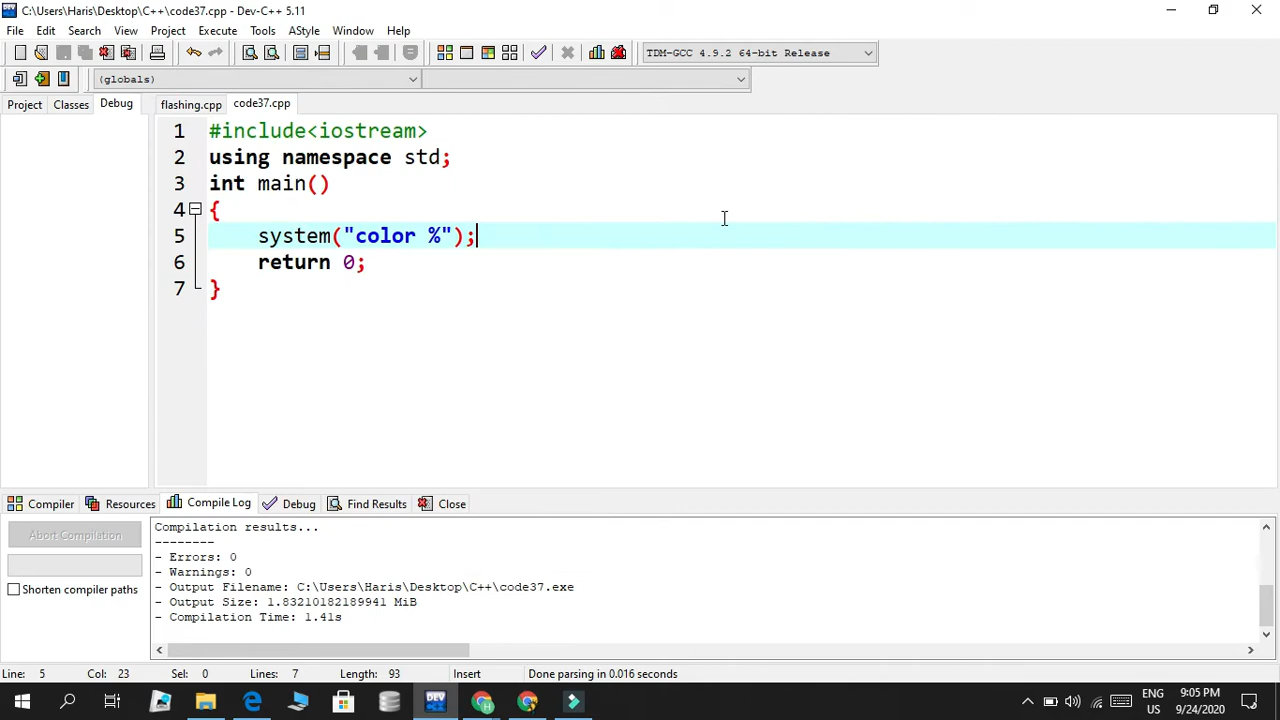 C:\Users\Haris\Desktop\C++\code37.cpp - Dev-C++ 5.11
File Edit Search View Project Execute Tools AStyle Window Help
TDM-GCC 4.9.2 64-bit Release
(globals)
Project Classes Debug flashing.cpp code37.cpp
1 #include<iostream>
2 using namespace std;
3 int main()
4 {
5 system("color %");
6 return 0;
7 }
Compiler Resources Compile Log Debug Find Results Close
Abort Compilation
Shorten compiler paths
Compilation results...
--------
- Errors: 0
- Warnings: 0
- Output Filename: C:\Users\Haris\Desktop\C++\code37.exe
- Output Size: 1.83210182189941 MiB
- Compilation Time: 1.41s
Line: 5 Col: 23 Sel: 0 Lines: 7 Length: 93 Insert Done parsing in 0.016 seconds
DEV
ENG
US
9:05 PM
9/24/2020